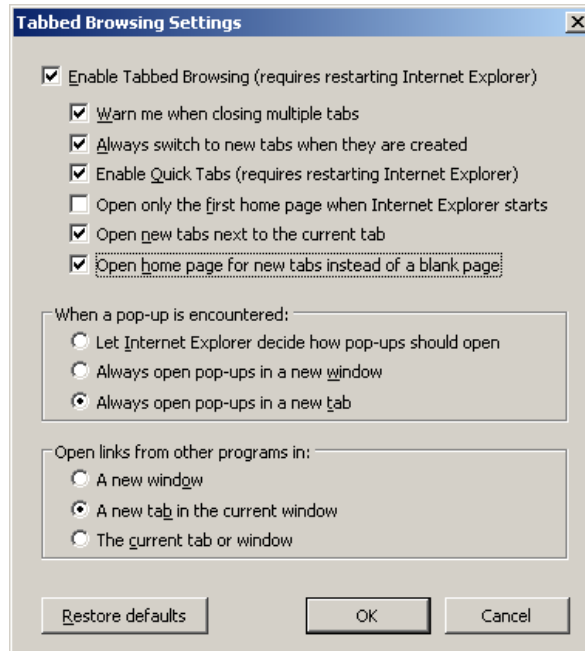 Tabbed Browsing Settings
Enable Tabbed Browsing (requires restarting Internet Explorer)
Warn me when closing multiple tabs
Always switch to new tabs when they are created
Enable Quick Tabs (requires restarting Internet Explorer)
Open only the first home page when Internet Explorer starts
Open new tabs next to the current tab
Open home page for new tabs instead of a blank page
When a pop-up is encountered:
Let Internet Explorer decide how pop-ups should open
Always open pop-ups in a new window
Always open pop-ups in a new tab
Open links from other programs in:
A new window
A new tab in the current window
The current tab or window
Restore defaults OK Cancel